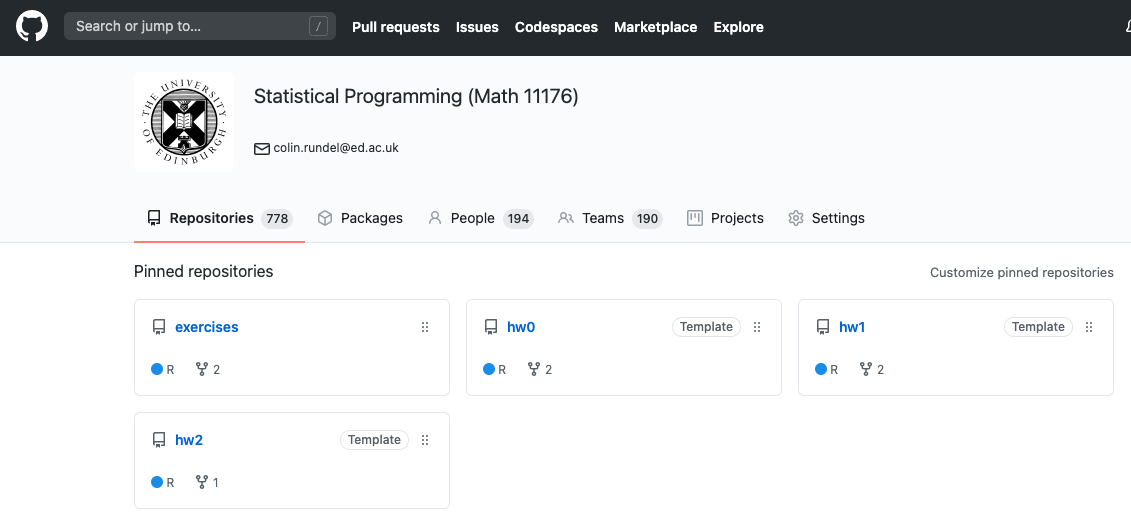 Search or jump to... /
Pull requests Issues Codespaces Marketplace Explore
THE UNIVERSITY OF EDINBURGH
Statistical Programming (Math 11176)
colin.rundel@ed.ac.uk
Repositories 778 Packages People 194 Teams 190 Projects Settings
Pinned repositories Customize pinned repositories
exercises
R 2
hw0 Template
R 2
hw1 Template
R 2
hw2 Template
R 1